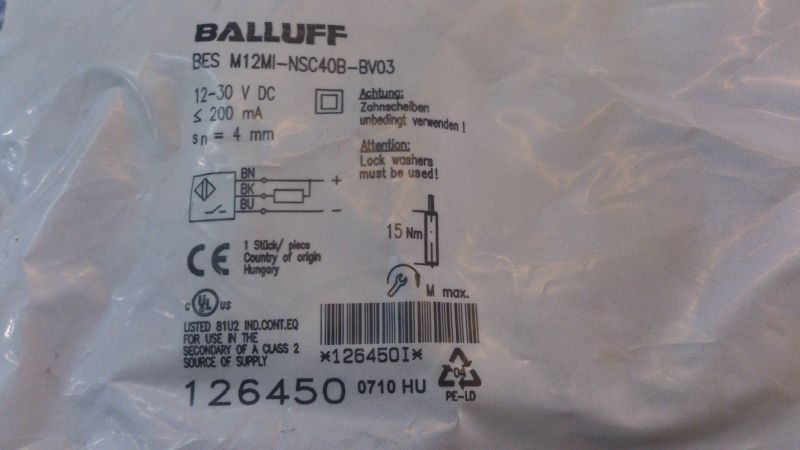 BALLUFF
BES M12MI-NSC40B-BV03
12-30 V DC
≤ 200 mA
sn = 4 mm
Achtung:
Zahnscheiben
unbedingt verwenden!
Attention:
Lock washers
must be used!
BN
BK
BU
+
-
15 Nm
M max.
CE
1 Stück/ piece
Country of origin
Hungary
c UL us
LISTED 81U2 IND.CONT.EQ
FOR USE IN THE
SECONDARY OF A CLASS 2
SOURCE OF SUPPLY
*126450I*
126450 0710 HU
04
PE-LD